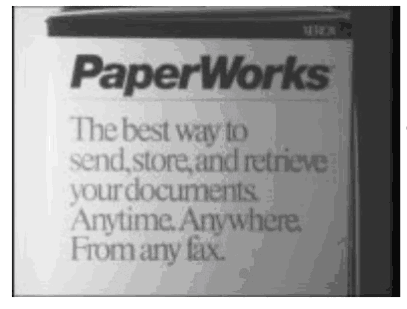 XEROX
PaperWorks
The best way to
send, store, and retrieve
your documents.
Anytime. Anywhere.
From any fax.